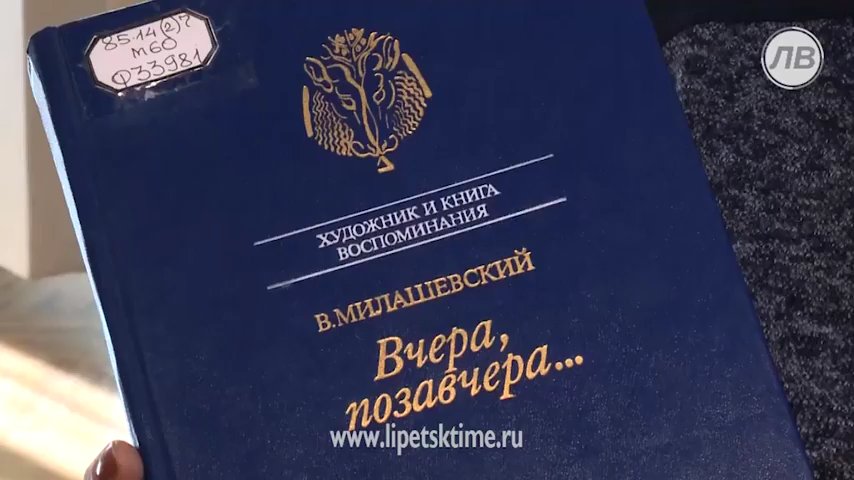 85.14(2)7
М60
Ф33981
ЛВ
ХУДОЖНИК И КНИГА
ВОСПОМИНАНИЯ
В.МИЛАШЕВСКИЙ
Вчера,
позавчера...
www.lipetsktime.ru